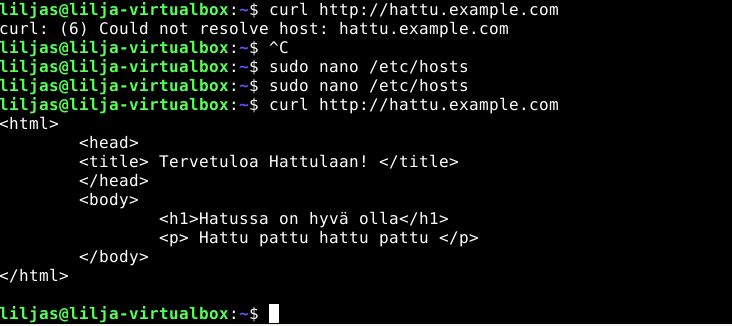 liljas@lilja-virtualbox:~$ curl http://hattu.example.com
curl: (6) Could not resolve host: hattu.example.com
liljas@lilja-virtualbox:~$ ^C
liljas@lilja-virtualbox:~$ sudo nano /etc/hosts
liljas@lilja-virtualbox:~$ sudo nano /etc/hosts
liljas@lilja-virtualbox:~$ curl http://hattu.example.com
<html>
        <head>
        <title> Tervetuloa Hattulaan! </title>
        </head>
        <body>
                <h1>Hatussa on hyvä olla</h1>
                <p> Hattu pattu hattu pattu </p>
        </body>
</html>
liljas@lilja-virtualbox:~$